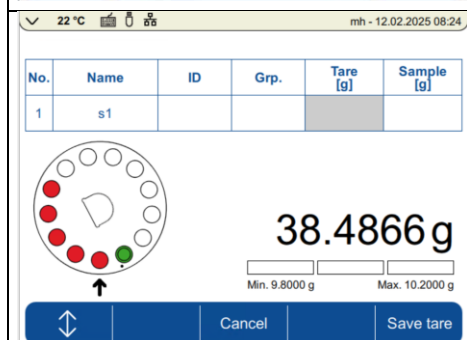 22 °C mh - 12.02.2025 08:24
No. Name ID Grp. Tare [g] Sample [g]
1 s1
38.4866 g
Min. 9.8000 g Max. 10.2000 g
Cancel Save tare